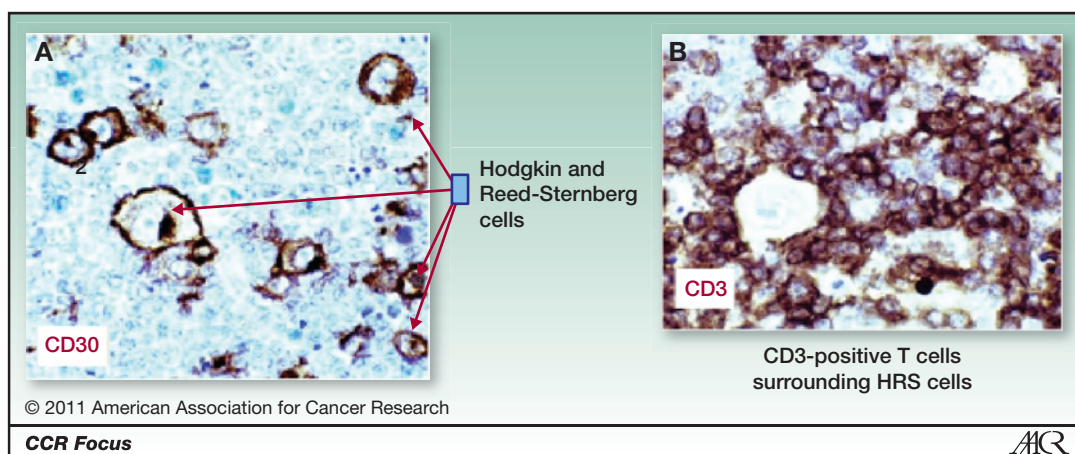 A
2
CD30
Hodgkin and
Reed-Sternberg
cells
B
CD3
CD3-positive T cells
surrounding HRS cells
© 2011 American Association for Cancer Research
CCR Focus
AACR